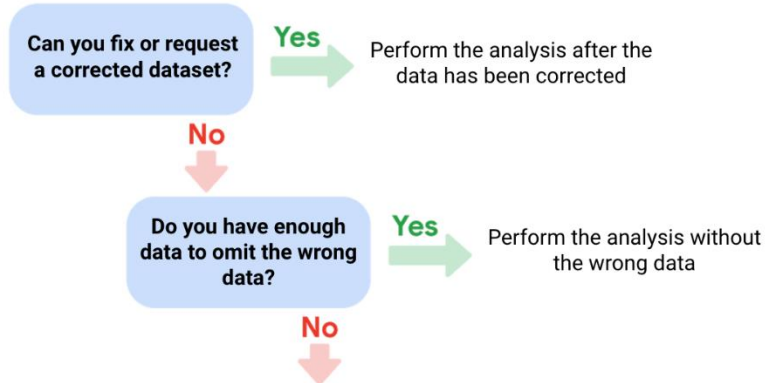 Can you fix or request
a corrected dataset?
Yes
Perform the analysis after the
data has been corrected
No
Do you have enough
data to omit the wrong
data?
Yes
Perform the analysis without
the wrong data
No